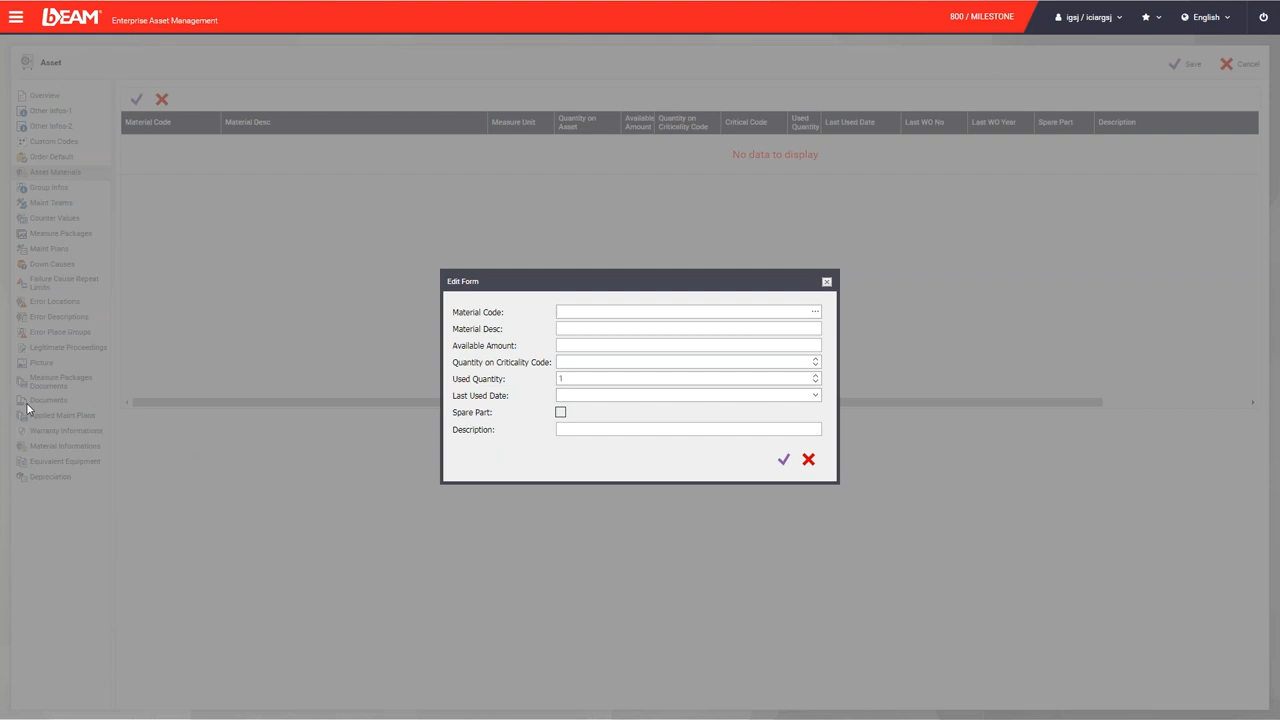 bEAM® Enterprise Asset Management
800 / MILESTONE
igsj / iciargsj
English
Asset
Save
Cancel
Overview
Other Infos-1
Other Infos-2
Custom Codes
Order Default
Asset Materials
Group Infos
Maint Teams
Counter Values
Measure Packages
Maint Plans
Down Causes
Failure Cause Repeat
Limits
Error Locations
Error Descriptions
Error Place Groups
Legitimate Proceedings
Picture
Measure Packages
Documents
Documents
Applied Maint Plans
Warranty Informations
Material Informations
Equivalent Equipment
Depreciation
Material Code
Material Desc
Measure Unit
Quantity on
Asset
Available
Amount
Quantity on
Criticality Code
Critical Code
Used
Quantity
Last Used Date
Last WO No
Last WO Year
Spare Part
Description
No data to display
Edit Form
Material Code:
Material Desc:
Available Amount:
Quantity on Criticality Code:
Used Quantity: 1
Last Used Date:
Spare Part:
Description: